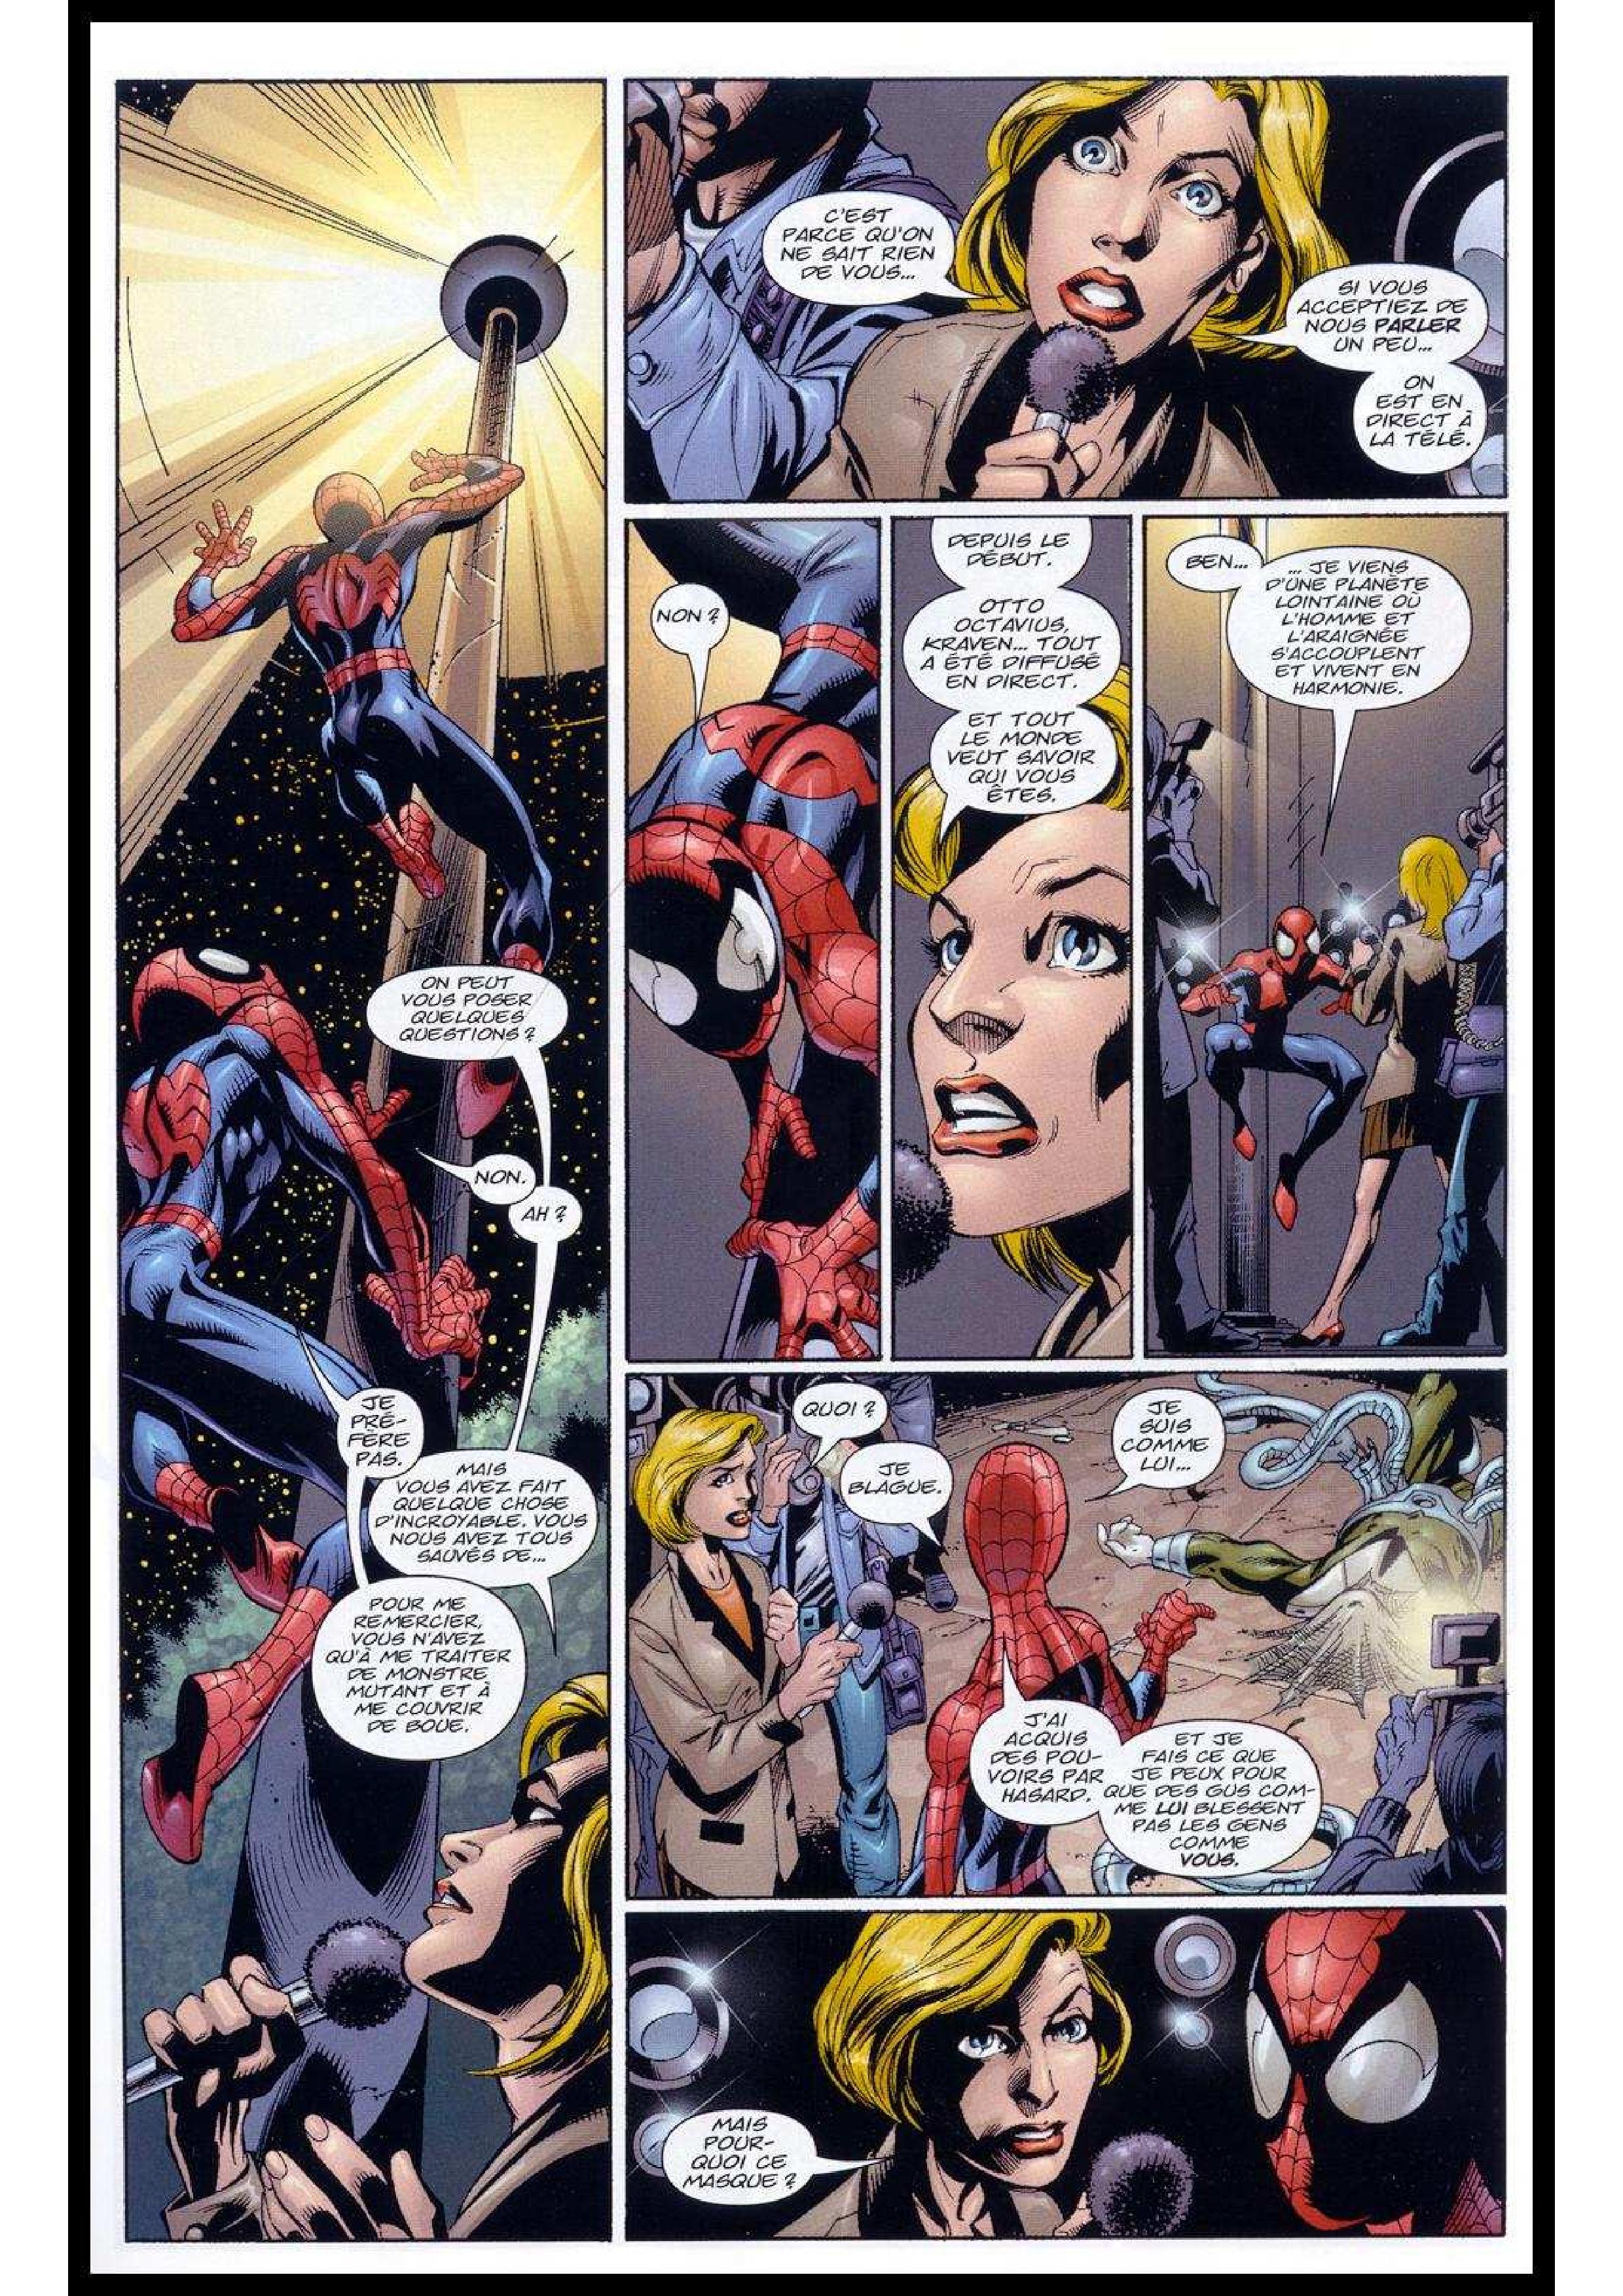 ON PEUT
VOUS POSER
QUELQUES
QUESTIONS ?
NON.
AH ?
JE
PRÉ-
FÈRE
PAS.
MAIS
VOUS AVEZ FAIT
QUELQUE CHOSE
D'INCROYABLE. VOUS
NOUS AVEZ TOUS
SAUVÉS DE...
POUR ME
REMERCIER,
VOUS N'AVEZ
QU'À ME TRAITER
DE MONSTRE
MUTANT ET À
ME COUVRIR
DE BOUE.
C'EST
PARCE QU'ON
NE SAIT RIEN
DE VOUS...
SI VOUS
ACCEPTIEZ DE
NOUS PARLER
UN PEU...
ON
EST EN
DIRECT À
LA TÉLÉ.
NON ?
DEPUIS LE
DÉBUT.
OTTO
OCTAVIUS,
KRAVEN... TOUT
A ÉTÉ DIFFUSÉ
EN DIRECT.
ET TOUT
LE MONDE
VEUT SAVOIR
QUI VOUS
ÊTES.
BEN...
... JE VIENS
D'UNE PLANÈTE
LOINTAINE OÙ
L'HOMME ET
L'ARAIGNÉE
S'ACCOUPLENT
ET VIVENT EN
HARMONIE.
QUOI ?
JE
BLAGUE.
JE
SUIS
COMME
LUI...
J'AI
ACQUIS
DES POU-
VOIRS PAR
HASARD.
ET JE
FAIS CE QUE
JE PEUX POUR
QUE DES GUS COM-
ME LUI BLESSENT
PAS LES GENS
COMME
VOUS.
MAIS
POUR-
QUOI CE
MASQUE ?